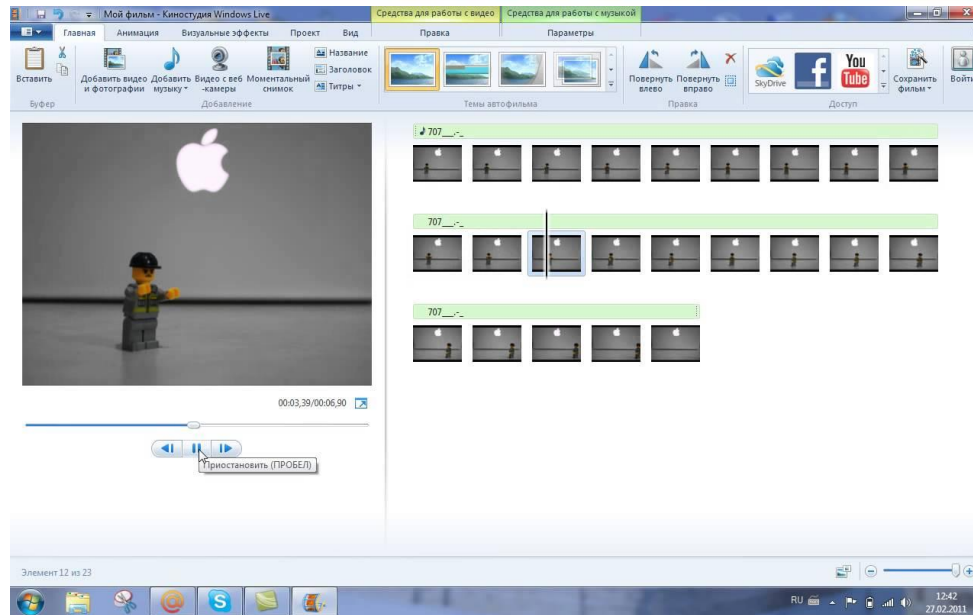 Мой фильм - Киностудия Windows Live
Средства для работы с видео
Средства для работы с музыкой
Главная
Анимация
Визуальные эффекты
Проект
Вид
Правка
Параметры
Вставить
Добавить видео и фотографии
Добавить музыку
Видео с веб-камеры
Моментальный снимок
Название
Заголовок
Титры
Повернуть влево
Повернуть вправо
SkyDrive
f
You Tube
Сохранить фильм
Войти
Буфер
Добавление
Темы автофильма
Правка
Доступ
707___.-_
707___.-_
707___.-_
00:03,39/00:06,90
Приостановить (ПРОБЕЛ)
Элемент 12 из 23
RU
12:42
27.02.2011